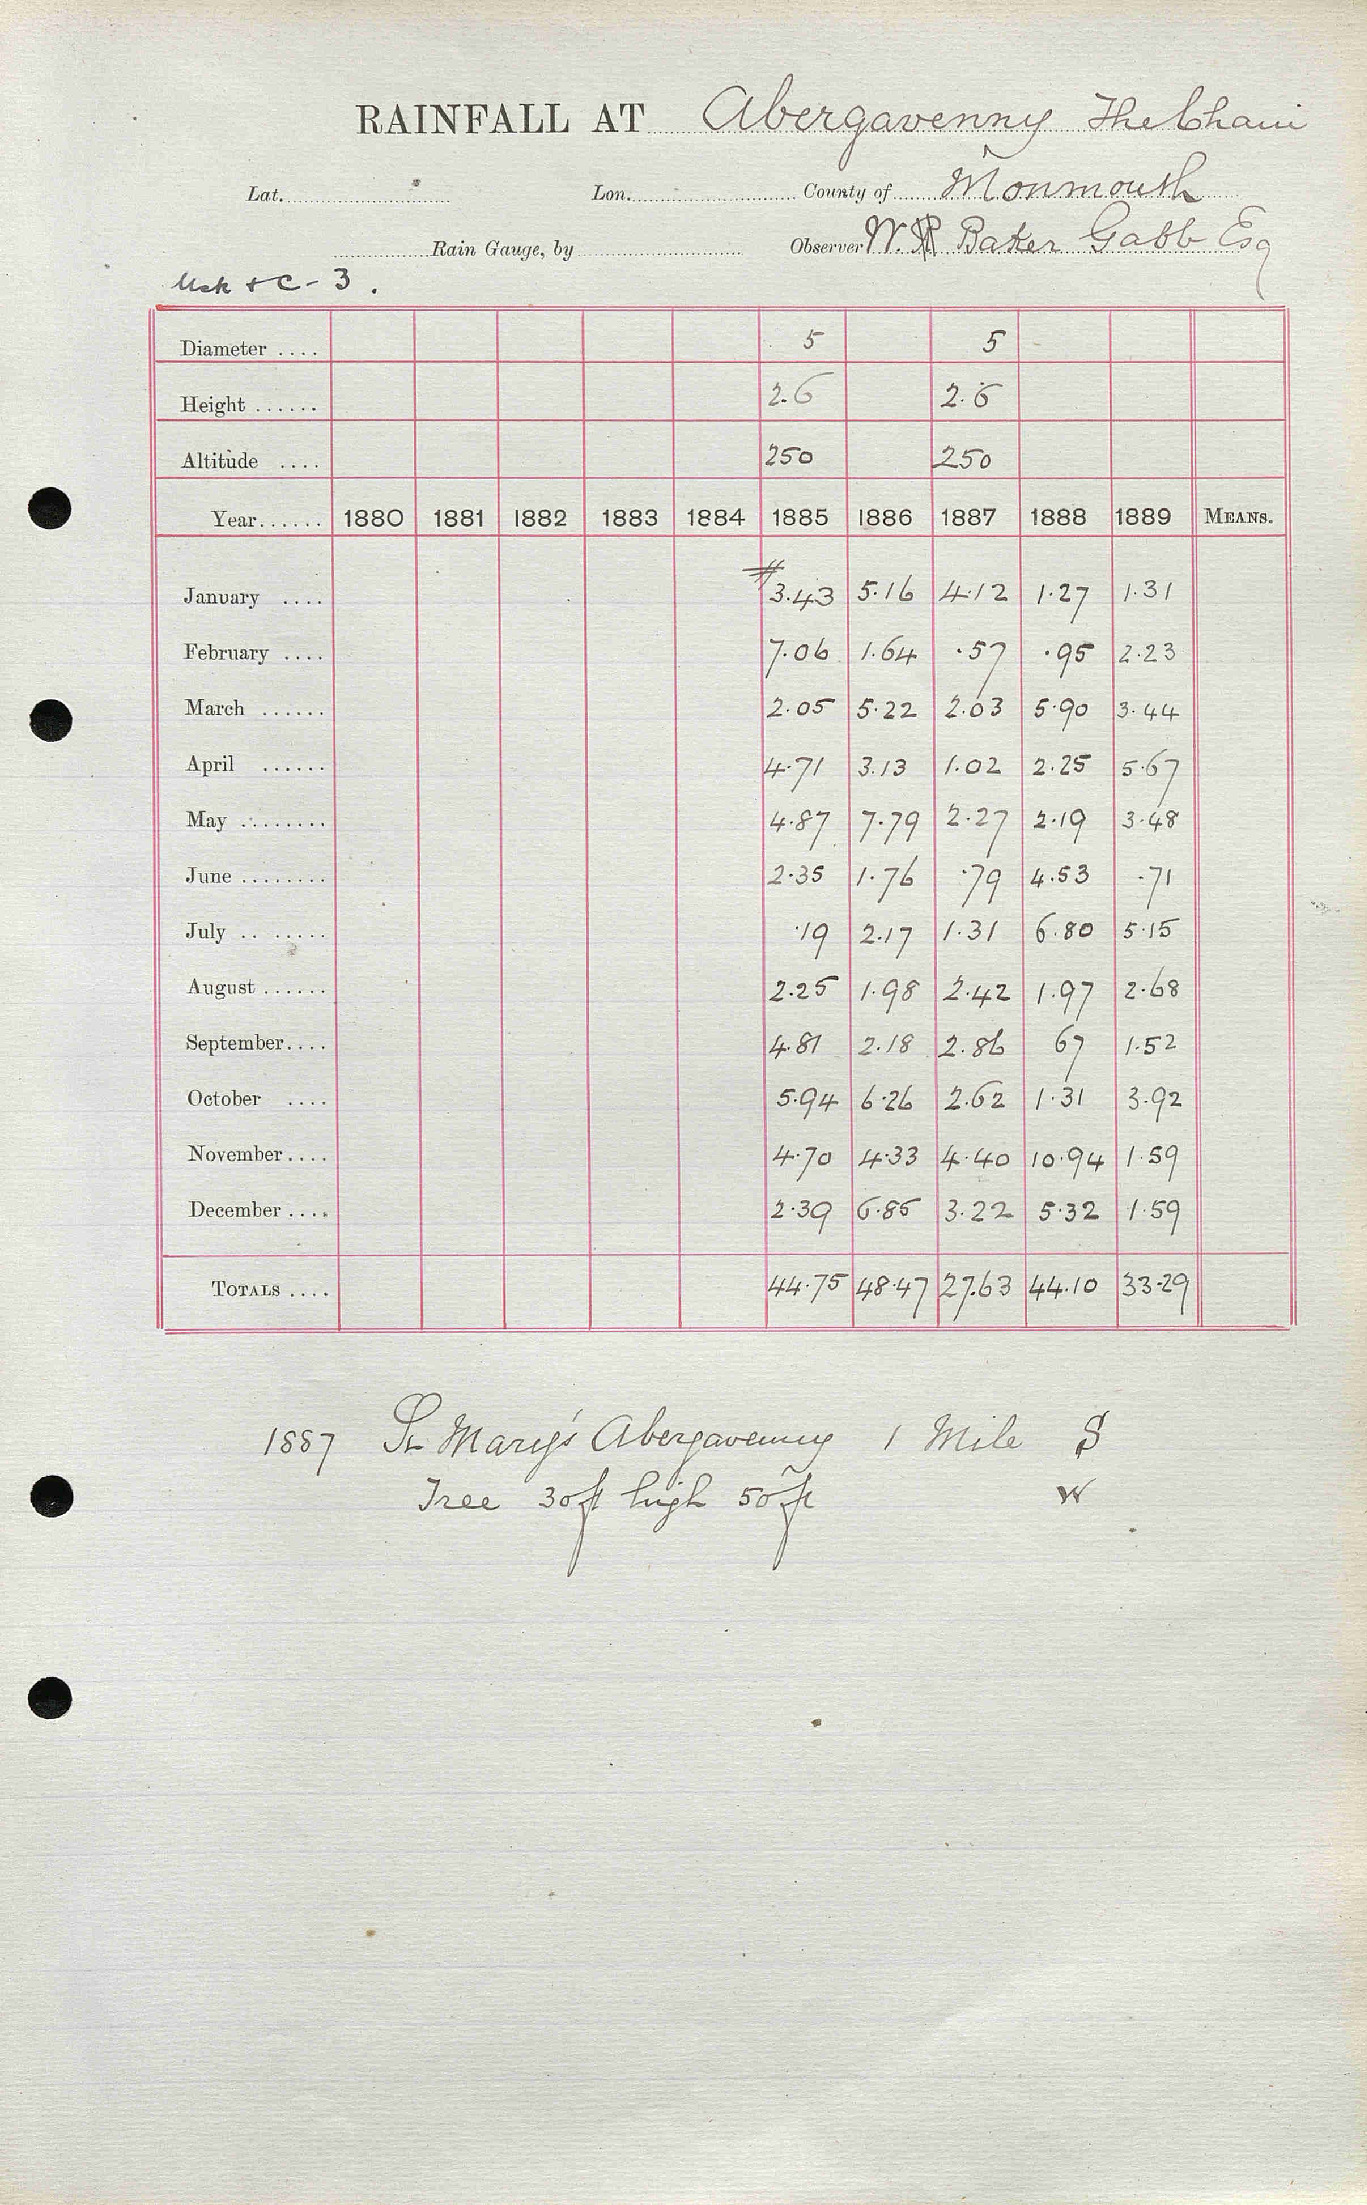 RAINFALL AT Abergavenny The Chain
Lat. Lon. County of Monmouth
Rain Gauge, by Observer W. Baker Gabb Esq
Usk + C - 3.
Diameter .... 5 5
Height ...... 2.6 2.6
Altitude .... 250 250
Year...... 1880 1881 1882 1883 1884 1885 1886 1887 1888 1889 MEANS.
January .... 3.43 5.16 4.12 1.27 1.31
February .... 7.06 1.64 .57 .95 2.23
March ...... 2.05 5.22 2.03 5.90 3.44
April ...... 4.71 3.13 1.02 2.25 5.67
May ........ 4.87 7.79 2.27 2.19 3.48
June ........ 2.35 1.76 .79 4.53 .71
July .. ..... .19 2.17 1.31 6.80 5.15
August ...... 2.25 1.98 2.42 1.97 2.68
September.... 4.81 2.18 2.86 67 1.52
October .... 5.94 6.26 2.62 1.31 3.92
November.... 4.70 4.33 4.40 10.94 1.59
December .... 2.39 6.85 3.22 5.32 1.59
TOTALS .... 44.75 48.47 27.63 44.10 33.29
1887 St Mary's Abergavenny 1 Mile S
Tree 30 ft high 50 ft W